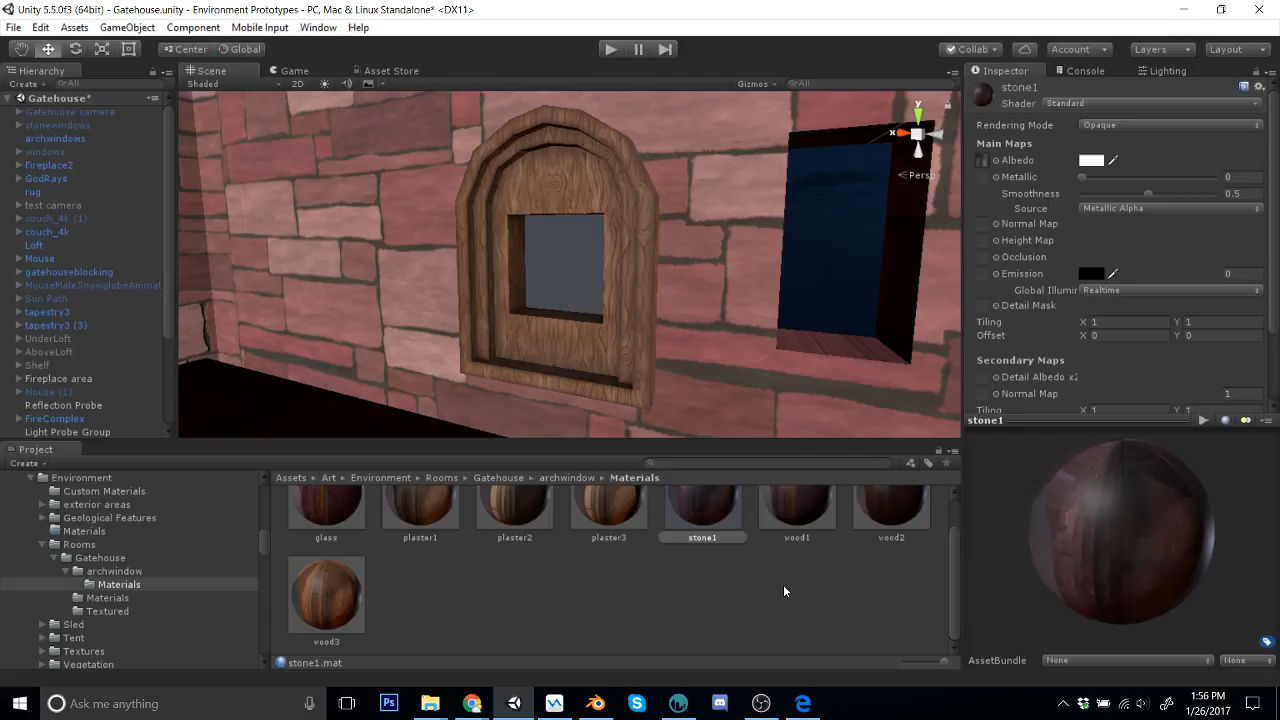 Unity 5.5.0f3 (64bit) - Gatehouse.unity - Environment Prototypes - PC, Mac & Linux Standalone* <DX11>
File Edit Assets GameObject Component Mobile Input Window Help
Center Global Collab Account Layers Layout
Hierarchy
Create All
Gatehouse*
Gatehouse camera
stonewindows
archwindows
windows
Fireplace2
GodRays
rug
test camera
couch_4k (1)
couch_4k
Loft
Mouse
gatehouseblocking
MouseMaleSnowglobeAnimat
Sun Path
tapestry3
tapestry3 (3)
UnderLoft
AboveLoft
Shelf
Fireplace area
Mouse (1)
Reflection Probe
FireComplex
Light Probe Group
Scene Game Asset Store
Shaded 2D Gizmos All
y
x
Persp
Inspector Console Lighting
stone1
Shader Standard
Rendering Mode Opaque
Main Maps
Albedo
Metallic 0
Smoothness 0.5
Source Metallic Alpha
Normal Map
Height Map
Occlusion
Emission 0
Global Illumin Realtime
Detail Mask
Tiling X 1 Y 1
Offset X 0 Y 0
Secondary Maps
Detail Albedo x2
Normal Map 1
Tiling X 1 Y 1
stone1
AssetBundle None None
Project
Create
Environment
Custom Materials
exterior areas
Geological Features
Materials
Rooms
Gatehouse
archwindow
Materials
Materials
Textured
Sled
Tent
Textures
Vegetation
Assets Art Environment Rooms Gatehouse archwindow Materials
glass plaster1 plaster2 plaster3 stone1 wood1 wood2
wood3
stone1.mat
Ask me anything
Ps
1:56 PM
1/26/2017